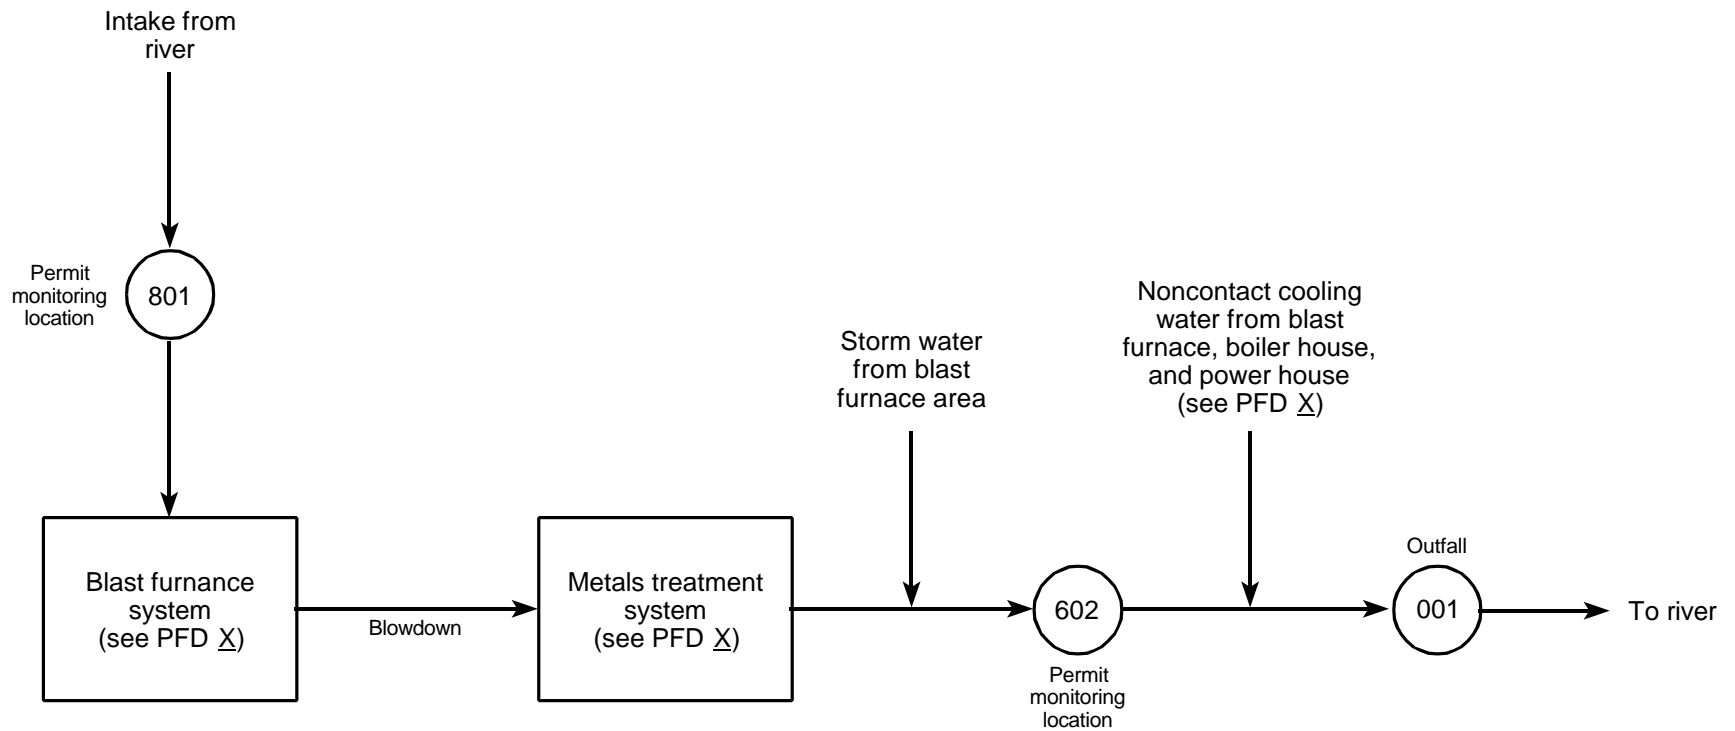 Intake from
river
Permit
monitoring
location
801
Blast furnance
system
(see PFD X)
Blowdown
Metals treatment
system
(see PFD X)
Storm water
from blast
furnace area
602
Permit
monitoring
location
Noncontact cooling
water from blast
furnace, boiler house,
and power house
(see PFD X)
Outfall
001
To river